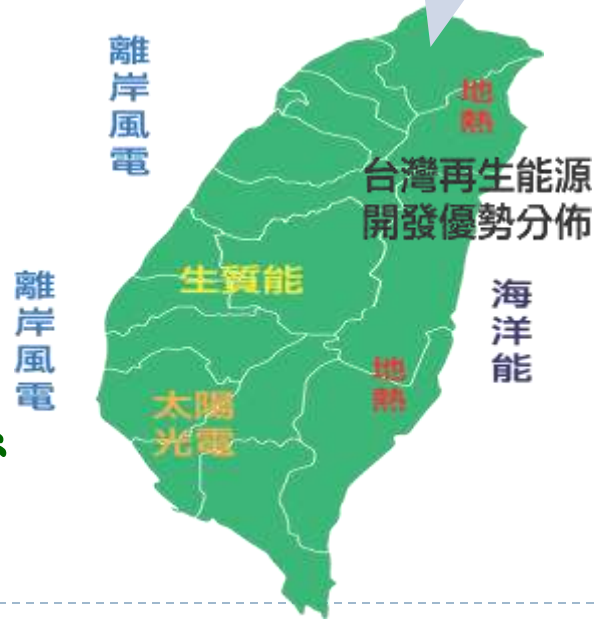 離岸風電
地熱
台灣再生能源
開發優勢分佈
生質能
離岸風電
海洋能
地熱
太陽
光電